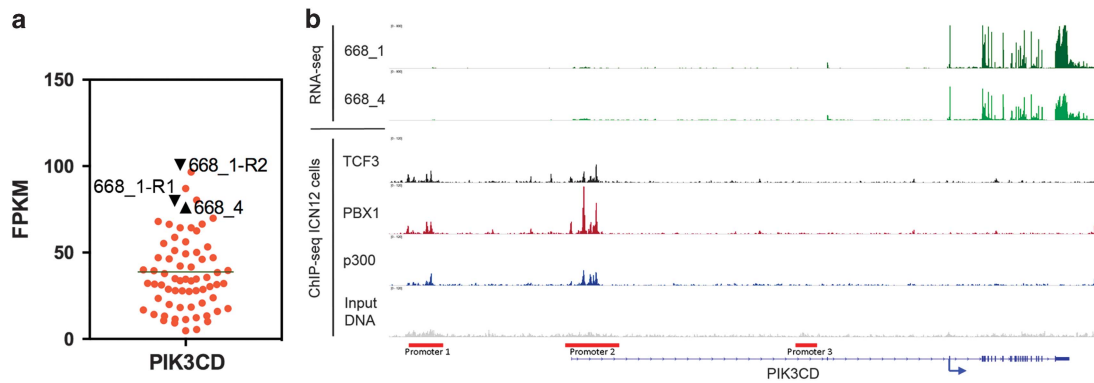 a
150
100
50
0
FPKM
668_1-R2
668_1-R1
668_4
PIK3CD
b
RNA-seq
668_1
668_4
ChIP-seq ICN12 cells
TCF3
PBX1
p300
Input
DNA
Promoter 1
Promoter 2
Promoter 3
PIK3CD